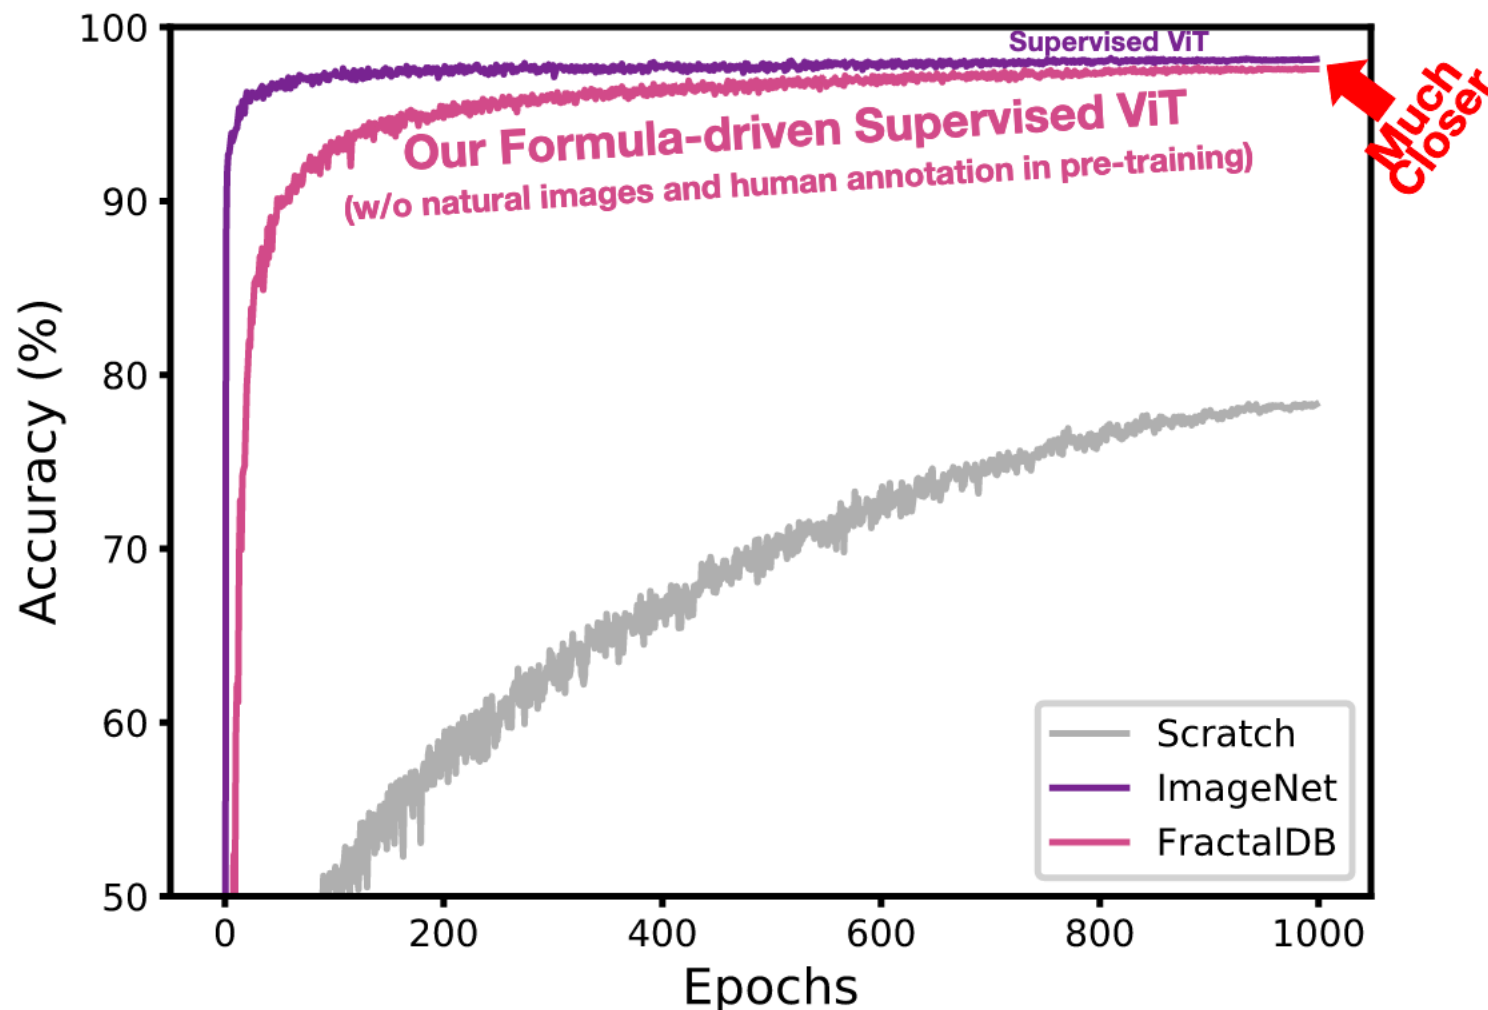 100
90
80
70
60
50
Accuracy (%)
Supervised ViT
Much
Closer
Our Formula-driven Supervised ViT
(w/o natural images and human annotation in pre-training)
Scratch
ImageNet
FractalDB
0 200 400 600 800 1000
Epochs